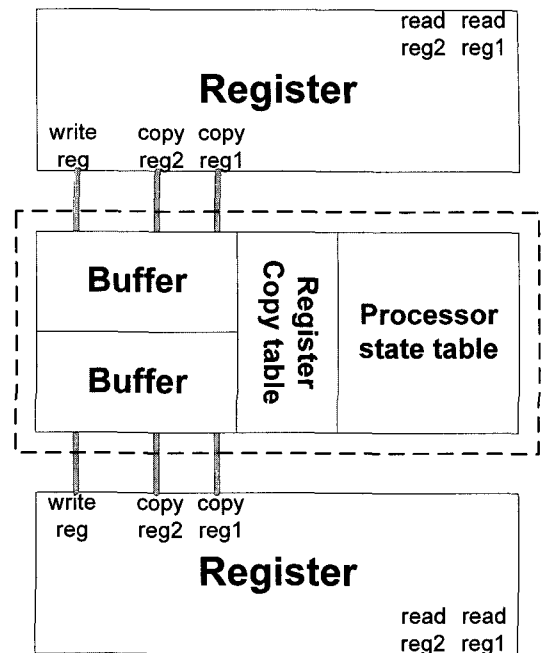 read read
reg2 reg1
Register
write copy copy
reg reg2 reg1
Buffer
Buffer
Register
Copy table
Processor
state table
write copy copy
reg reg2 reg1
Register
read read
reg2 reg1